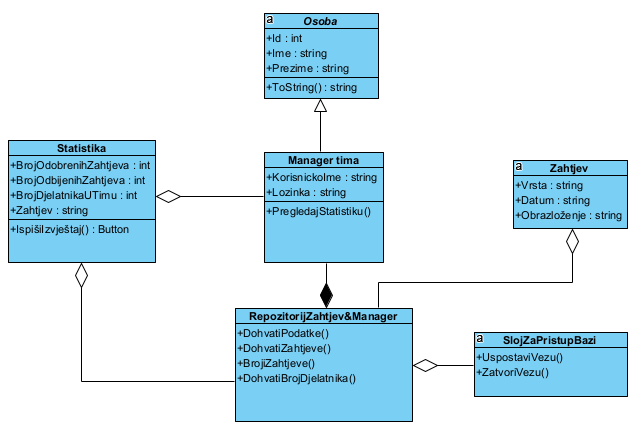 a
Osoba
+Id : int
+Ime : string
+Prezime : string
+ToString() : string
Statistika
+BrojOdobrenihZahtjeva : int
+BrojOdbijenihZahtjeva : int
+BrojDjelatnikaUTimu : int
+Zahtjev : string
+IspišiIzvještaj() : Button
Manager tima
+KorisnickoIme : string
+Lozinka : string
+PregledajStatistiku()
a
Zahtjev
+Vrsta : string
+Datum : string
+Obrazloženje : string
RepozitorijZahtjev&Manager
+DohvatiPodatke()
+DohvatiZahtjeve()
+BrojiZahtjeve()
+DohvatiBrojDjelatnika()
a
SlojZaPristupBazi
+UspostaviVezu()
+ZatvoriVezu()